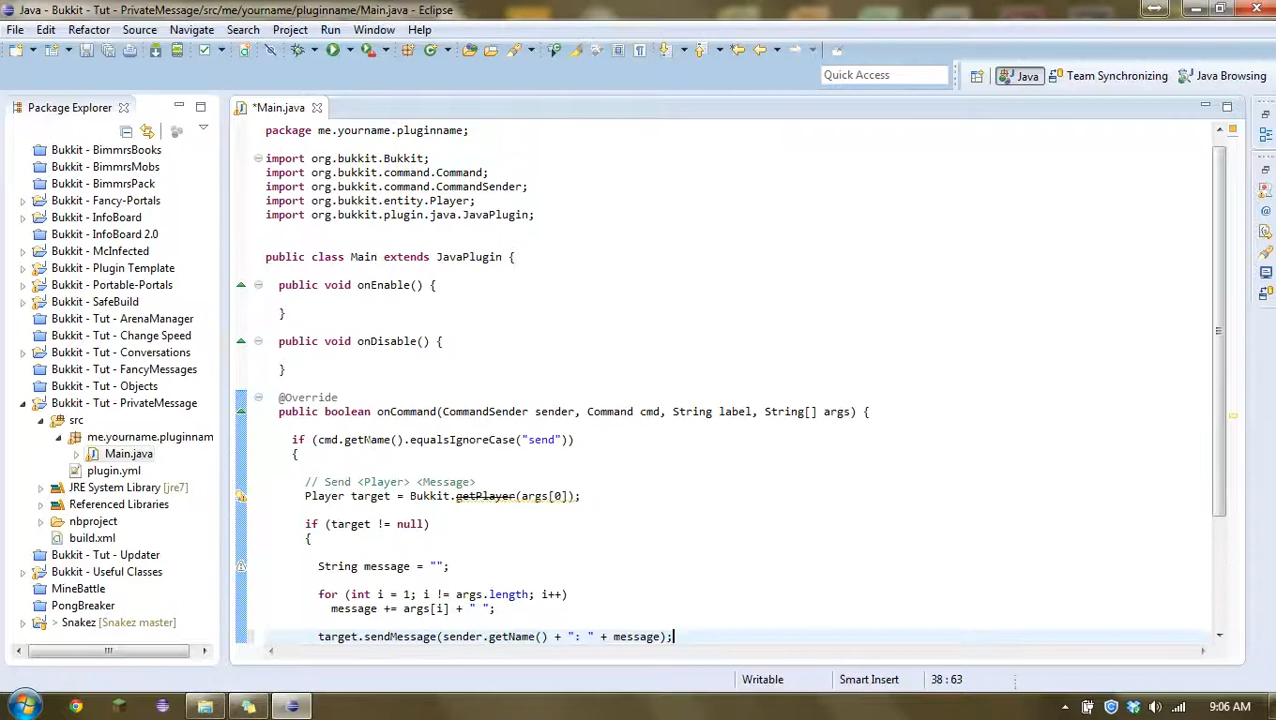 Java - Bukkit - Tut - PrivateMessage/src/me/yourname/pluginname/Main.java - Eclipse
File Edit Refactor Source Navigate Search Project Run Window Help
Quick Access
Java
Team Synchronizing
Java Browsing
Package Explorer
*Main.java
Bukkit - BimmrsBooks
Bukkit - BimmrsMobs
Bukkit - BimmrsPack
Bukkit - Fancy-Portals
Bukkit - InfoBoard
Bukkit - InfoBoard 2.0
Bukkit - McInfected
Bukkit - Plugin Template
Bukkit - Portable-Portals
Bukkit - SafeBuild
Bukkit - Tut - ArenaManager
Bukkit - Tut - Change Speed
Bukkit - Tut - Conversations
Bukkit - Tut - FancyMessages
Bukkit - Tut - Objects
Bukkit - Tut - PrivateMessage
src
me.yourname.pluginnam
Main.java
plugin.yml
JRE System Library [jre7]
Referenced Libraries
nbproject
build.xml
Bukkit - Tut - Updater
Bukkit - Useful Classes
MineBattle
PongBreaker
> Snakez [Snakez master]
package me.yourname.pluginname;
import org.bukkit.Bukkit;
import org.bukkit.command.Command;
import org.bukkit.command.CommandSender;
import org.bukkit.entity.Player;
import org.bukkit.plugin.java.JavaPlugin;
public class Main extends JavaPlugin {
public void onEnable() {
}
public void onDisable() {
}
@Override
public boolean onCommand(CommandSender sender, Command cmd, String label, String[] args) {
if (cmd.getName().equalsIgnoreCase("send"))
{
// Send <Player> <Message>
Player target = Bukkit.getPlayer(args[0]);
if (target != null)
{
String message = "";
for (int i = 1; i != args.length; i++)
message += args[i] + " ";
target.sendMessage(sender.getName() + ": " + message);
Writable
Smart Insert
38 : 63
9:06 AM